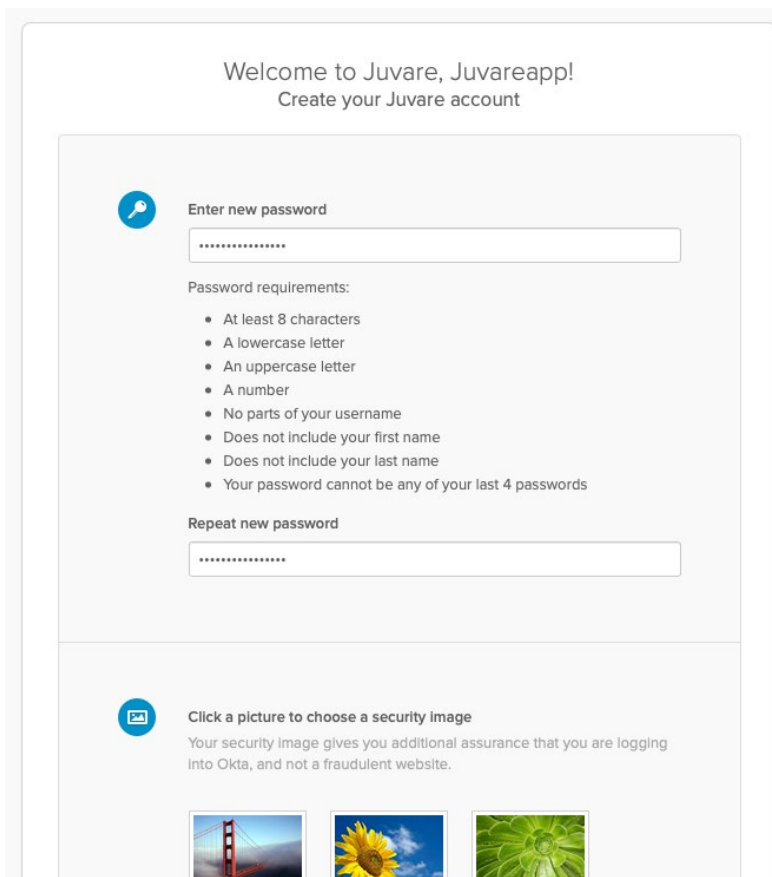 Welcome to Juvare, Juvareapp!
Create your Juvare account
Enter new password
••••••••••••••••
Password requirements:
• At least 8 characters
• A lowercase letter
• An uppercase letter
• A number
• No parts of your username
• Does not include your first name
• Does not include your last name
• Your password cannot be any of your last 4 passwords
Repeat new password
••••••••••••••••
Click a picture to choose a security image
Your security image gives you additional assurance that you are logging
into Okta, and not a fraudulent website.